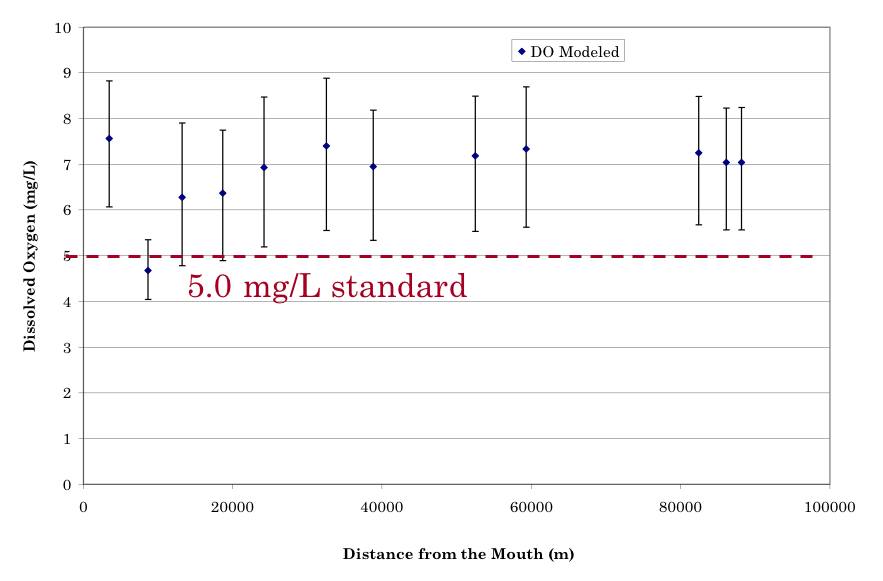 10
DO Modeled
9
8
7
6
5
5.0 mg/L standard
4
3
2
1
0
Dissolved Oxygen (mg/L)
0 20000 40000 60000 80000 100000
Distance from the Mouth (m)